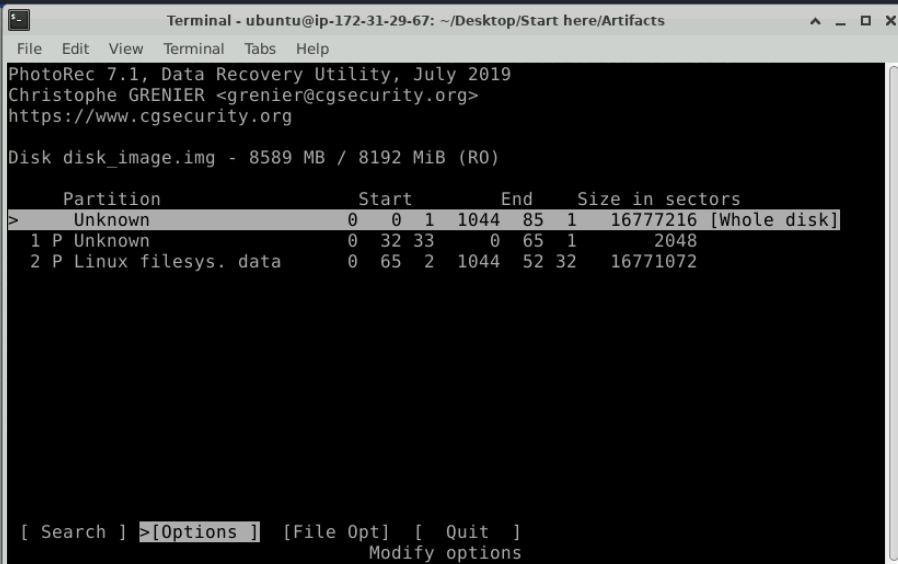 Terminal - ubuntu@ip-172-31-29-67: ~/Desktop/Start here/Artifacts
File Edit View Terminal Tabs Help
PhotoRec 7.1, Data Recovery Utility, July 2019
Christophe GRENIER <grenier@cgsecurity.org>
https://www.cgsecurity.org
Disk disk_image.img - 8589 MB / 8192 MiB (RO)
Partition Start End Size in sectors
> Unknown 0 0 1 1044 85 1 16777216 [Whole disk]
1 P Unknown 0 32 33 0 65 1 2048
2 P Linux filesys. data 0 65 2 1044 52 32 16771072
[ Search ] >[Options ] [File Opt] [ Quit ]
Modify options